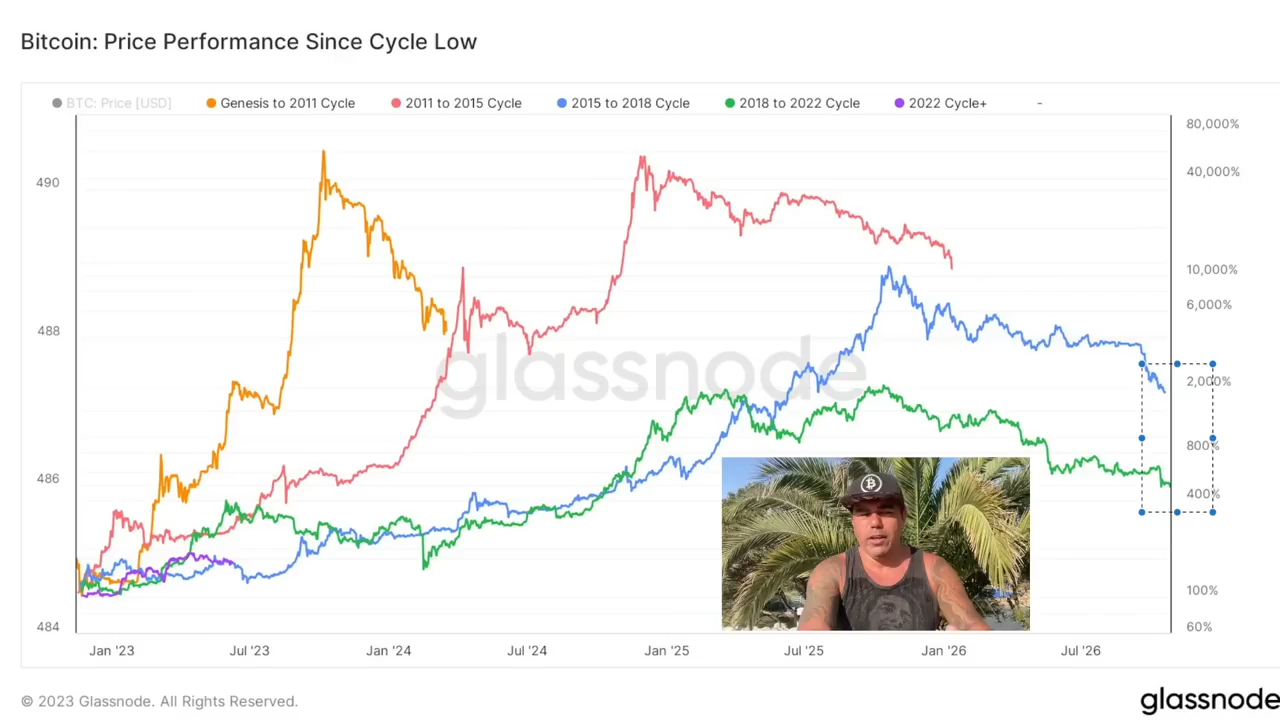 Bitcoin: Price Performance Since Cycle Low
BTC: Price [USD] Genesis to 2011 Cycle 2011 to 2015 Cycle 2015 to 2018 Cycle 2018 to 2022 Cycle 2022 Cycle+ -
80,000%
490 40,000%
10,000%
6,000%
488
glassnode
2,000%
800%
486
400%
100%
484 60%
Jan '23 Jul '23 Jan '24 Jul '24 Jan '25 Jul '25 Jan '26 Jul '26
© 2023 Glassnode. All Rights Reserved. glassnode